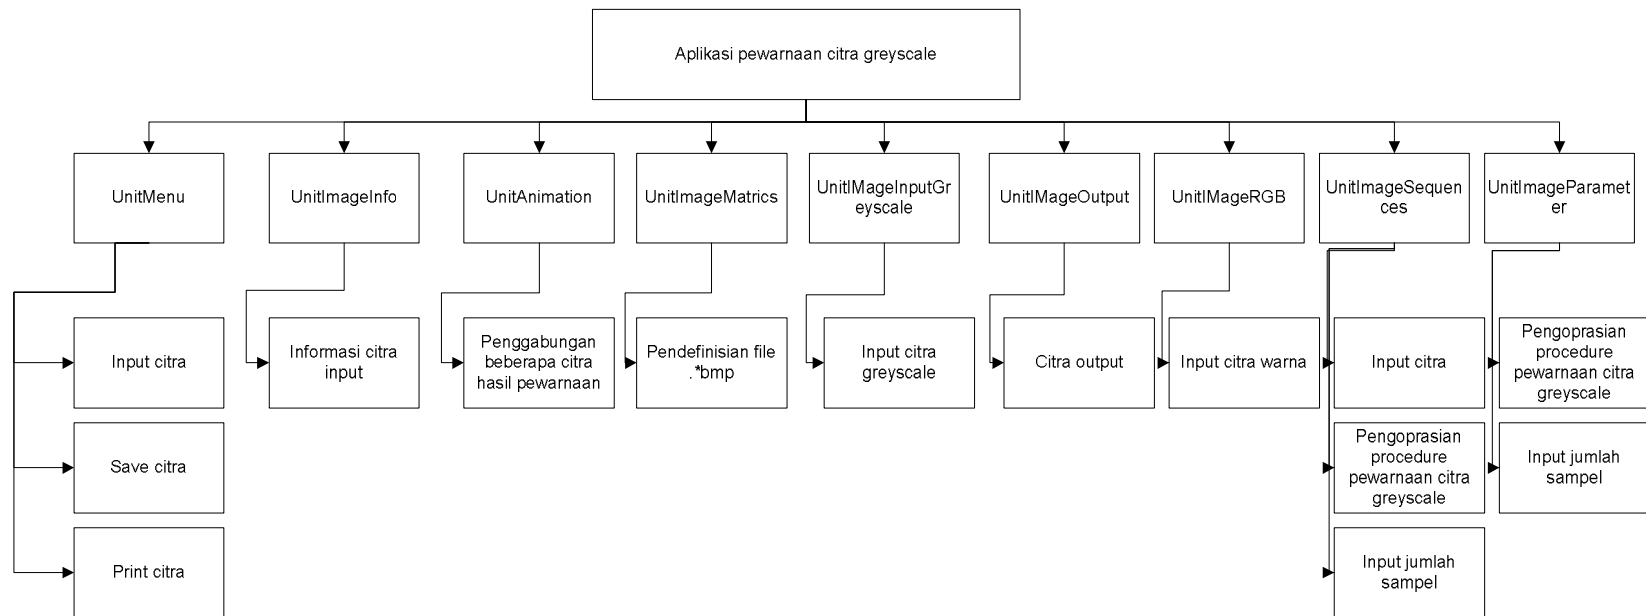 Aplikasi pewarnaan citra greyscale
UnitMenu
UnitImageInfo
UnitAnimation
UnitImageMatrics
UnitIMageInputGr
eyscale
UnitIMageOutput
UnitIMageRGB
UnitImageSequen
ces
UnitImageParamet
er
Input citra
Informasi citra
input
Penggabungan
beberapa citra
hasil pewarnaan
Pendefinisian file
.*bmp
Input citra
greyscale
Citra output
Input citra warna
Input citra
Pengoprasian
procedure
pewarnaan citra
greyscale
Save citra
Pengoprasian
procedure
pewarnaan citra
greyscale
Input jumlah
sampel
Print citra
Input jumlah
sampel